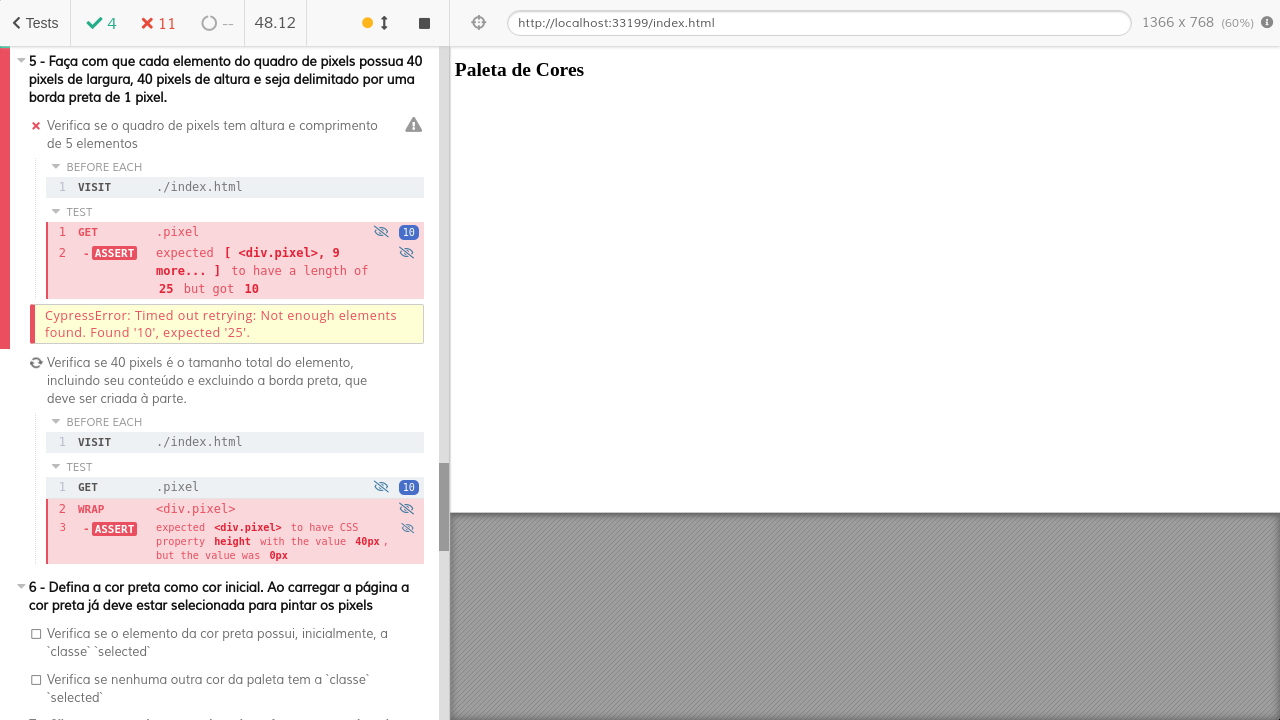 Tests 4 11 -- 48.12 http://localhost:33199/index.html 1366 x 768 (60%)
5 - Faça com que cada elemento do quadro de pixels possua 40
pixels de largura, 40 pixels de altura e seja delimitado por uma
borda preta de 1 pixel.
Verifica se o quadro de pixels tem altura e comprimento
de 5 elementos
BEFORE EACH
1 VISIT ./index.html
TEST
1 GET .pixel 10
2 - ASSERT expected [ <div.pixel>, 9
more... ] to have a length of
25 but got 10
CypressError: Timed out retrying: Not enough elements
found. Found '10', expected '25'.
Verifica se 40 pixels é o tamanho total do elemento,
incluindo seu conteúdo e excluindo a borda preta, que
deve ser criada à parte.
BEFORE EACH
1 VISIT ./index.html
TEST
1 GET .pixel 10
2 WRAP <div.pixel>
3 - ASSERT expected <div.pixel> to have CSS
property height with the value 40px ,
but the value was 0px
6 - Defina a cor preta como cor inicial. Ao carregar a página a
cor preta já deve estar selecionada para pintar os pixels
Verifica se o elemento da cor preta possui, inicialmente, a
`classe` `selected`
Verifica se nenhuma outra cor da paleta tem a `classe`
`selected`
Paleta de Cores